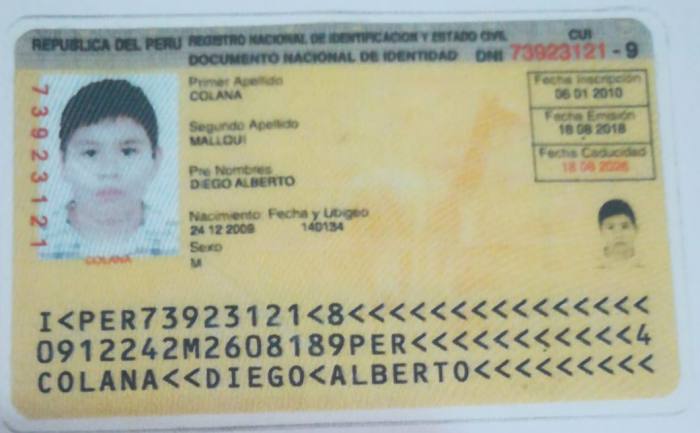 REPUBLICA DEL PERU REGISTRO NACIONAL DE IDENTIFICACION Y ESTADO CIVIL
DOCUMENTO NACIONAL DE IDENTIDAD
CUI
DNI 73923121 - 9
73923121
COLANA
Primer Apellido
COLANA
Segundo Apellido
MALLQUI
Pre Nombres
DIEGO ALBERTO
Nacimiento: Fecha y Ubigeo
24 12 2009 140134
Sexo
M
Fecha Inscripción
06 01 2010
Fecha Emisión
18 08 2018
Fecha Caducidad
18 08 2026
I<PER73923121<8<<<<<<<<<<<<<<<
0912242M2608189PER<<<<<<<<<<<4
COLANA<<DIEGO<ALBERTO<<<<<<<<<